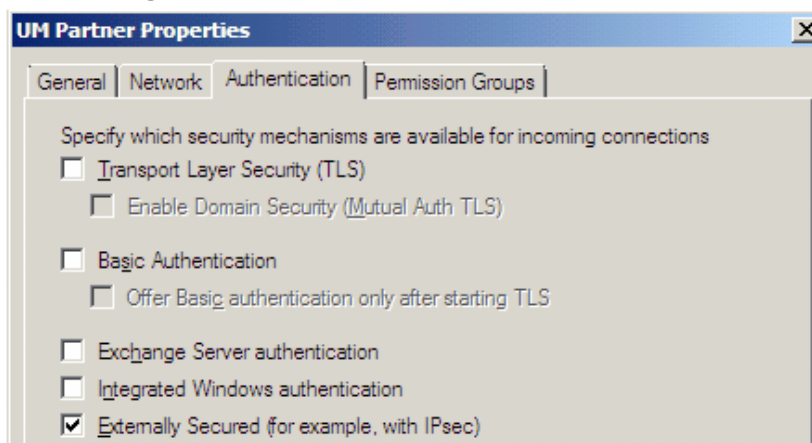 UM Partner Properties
General Network Authentication Permission Groups
Specify which security mechanisms are available for incoming connections
Transport Layer Security (TLS)
Enable Domain Security (Mutual Auth TLS)
Basic Authentication
Offer Basic authentication only after starting TLS
Exchange Server authentication
Integrated Windows authentication
Externally Secured (for example, with IPsec)